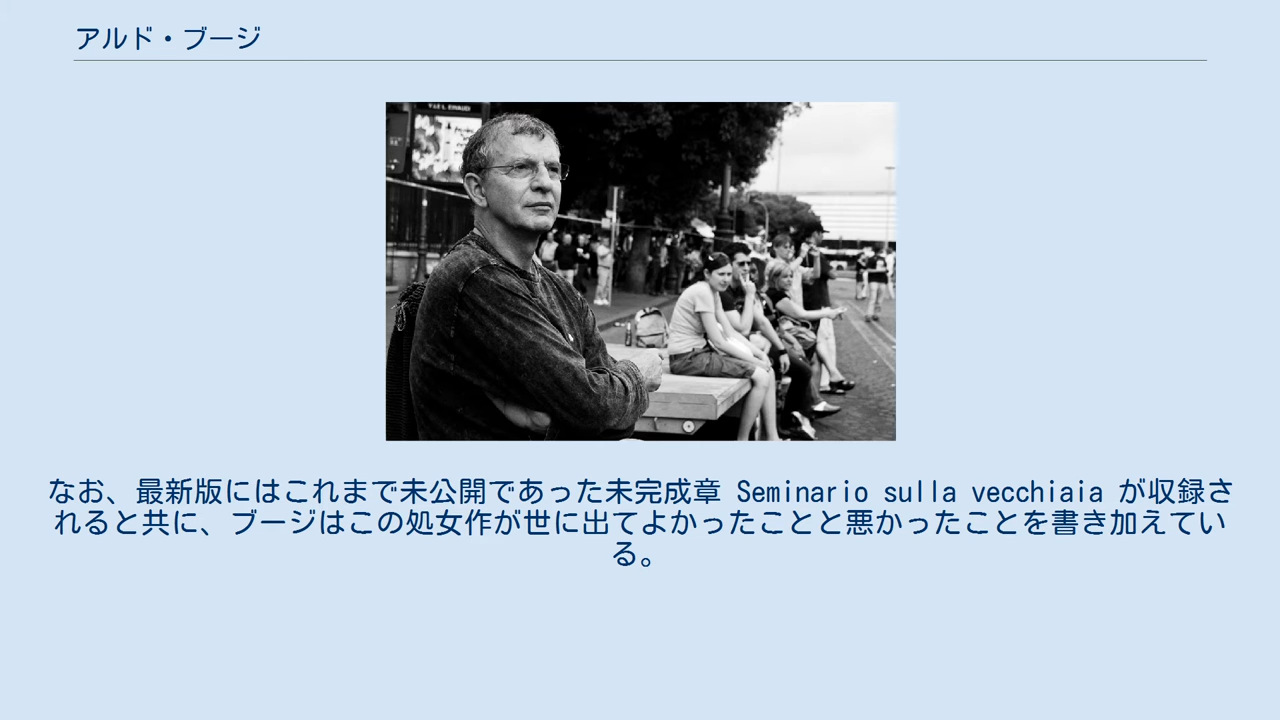 アルド・ブージ
V.LE L. EINAUDI
なお、最新版にはこれまで未公開であった未完成章 Seminario sulla vecchiaia が収録さ
れると共に、ブージはこの処女作が世に出てよかったことと悪かったことを書き加えてい
る。